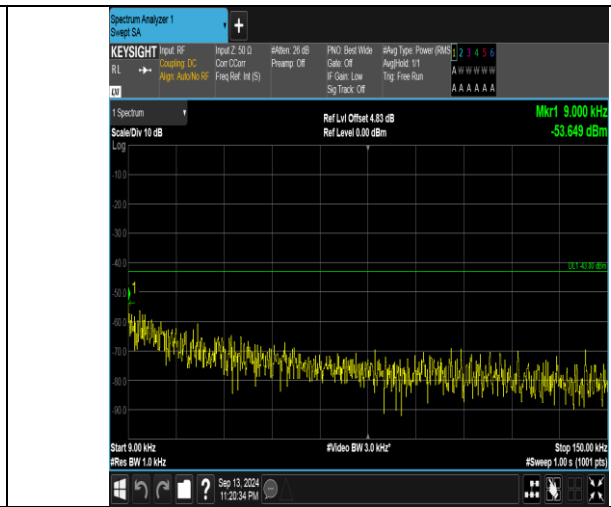 Spectrum Analyzer 1
Swept SA
+
KEYSIGHT Input: RF Input Z: 50 Ω #Atten: 26 dB PNO: Best Wide #Avg Type: Power (RMS 1 2 3 4 5 6
RL Coupling: DC Corr CCorr Preamp: Off Gate: Off Avg|Hold: 1/1 A W W W W W
Align: Auto/No RF Freq Ref: Int (S) IF Gain: Low Trig: Free Run
LXI Sig Track: Off A A A A A A
1 Spectrum Ref Lvl Offset 4.83 dB Mkr1 9.000 kHz
Scale/Div 10 dB Ref Level 0.00 dBm -53.649 dBm
Log
-10.0
-20.0
-30.0
-40.0
DL1 -43.00 dBm
-50.0
1
-60.0
-70.0
-80.0
-90.0
Start 9.00 kHz #Video BW 3.0 kHz* Stop 150.00 kHz
#Res BW 1.0 kHz #Sweep 1.00 s (1001 pts)
? Sep 13, 2024
11:20:34 PM